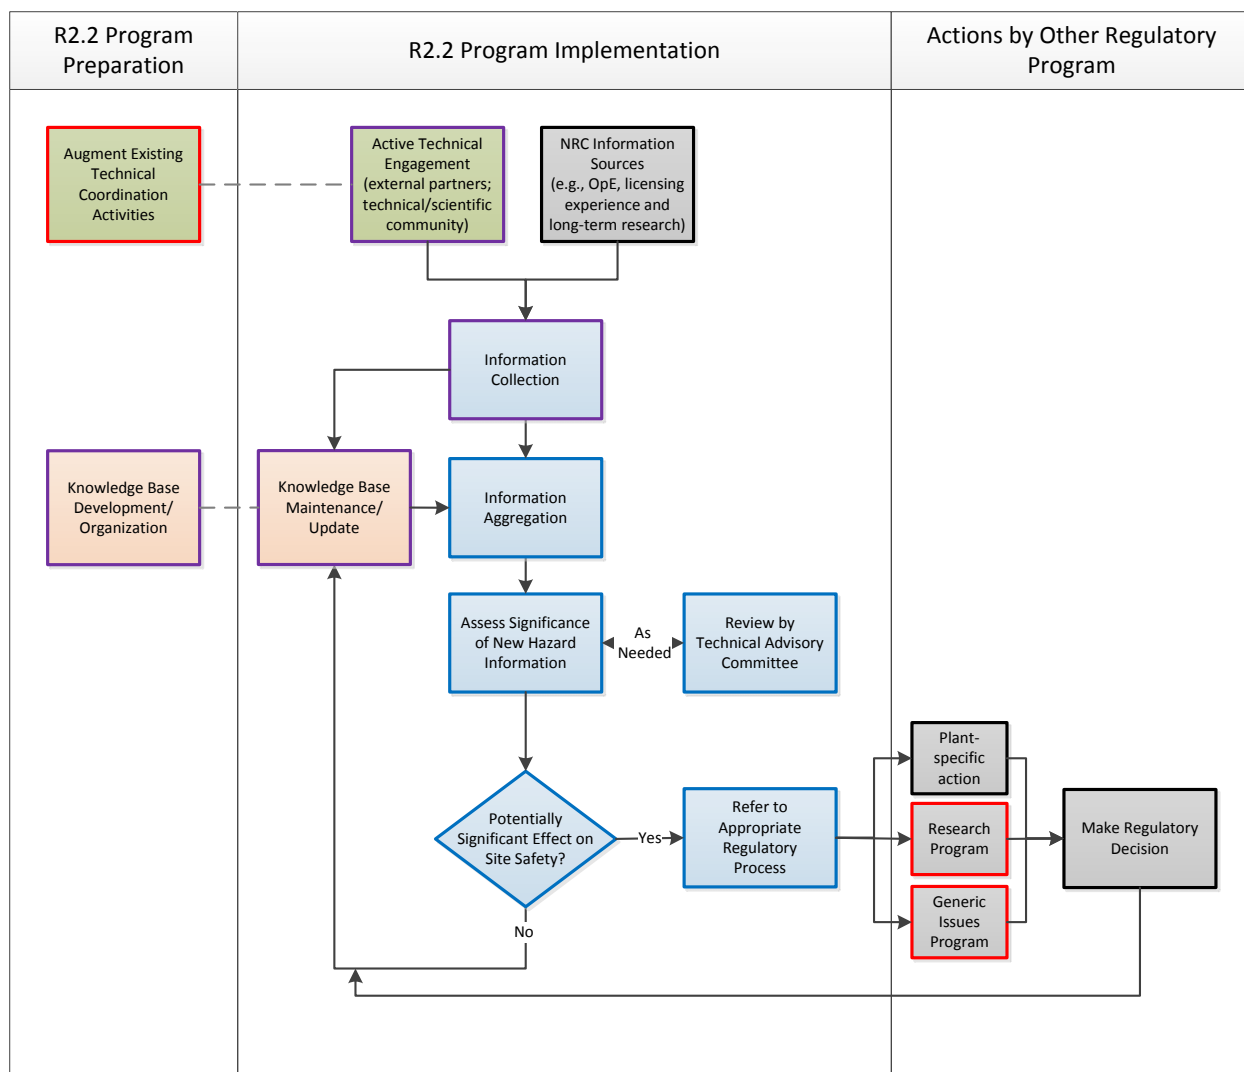 R2.2 Program
Preparation
R2.2 Program Implementation
Actions by Other Regulatory
Program
Augment Existing
Technical
Coordination
Activities
Active Technical
Engagement
(external partners;
technical/scientific
community)
NRC Information
Sources
(e.g., OpE, licensing
experience and
long-term research)
Information
Collection
Knowledge Base
Development/
Organization
Knowledge Base
Maintenance/
Update
Information
Aggregation
Assess Significance
of New Hazard
Information
As
Needed
Review by
Technical Advisory
Committee
Potentially
Significant Effect on
Site Safety?
Yes
No
Refer to
Appropriate
Regulatory
Process
Plant-
specific
action
Research
Program
Generic
Issues
Program
Make Regulatory
Decision